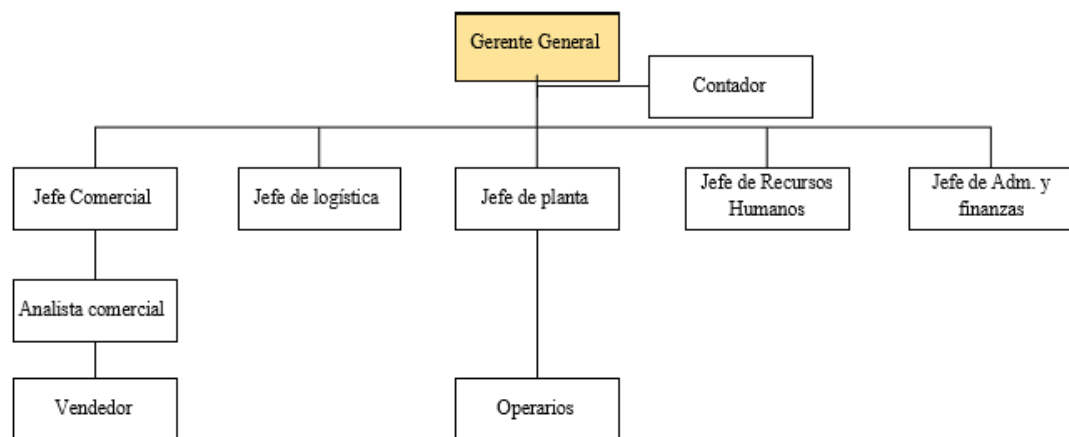 Gerente General
Contador
Jefe Comercial
Jefe de logística
Jefe de planta
Jefe de Recursos
Humanos
Jefe de Adm. y
finanzas
Analista comercial
Vendedor
Operarios